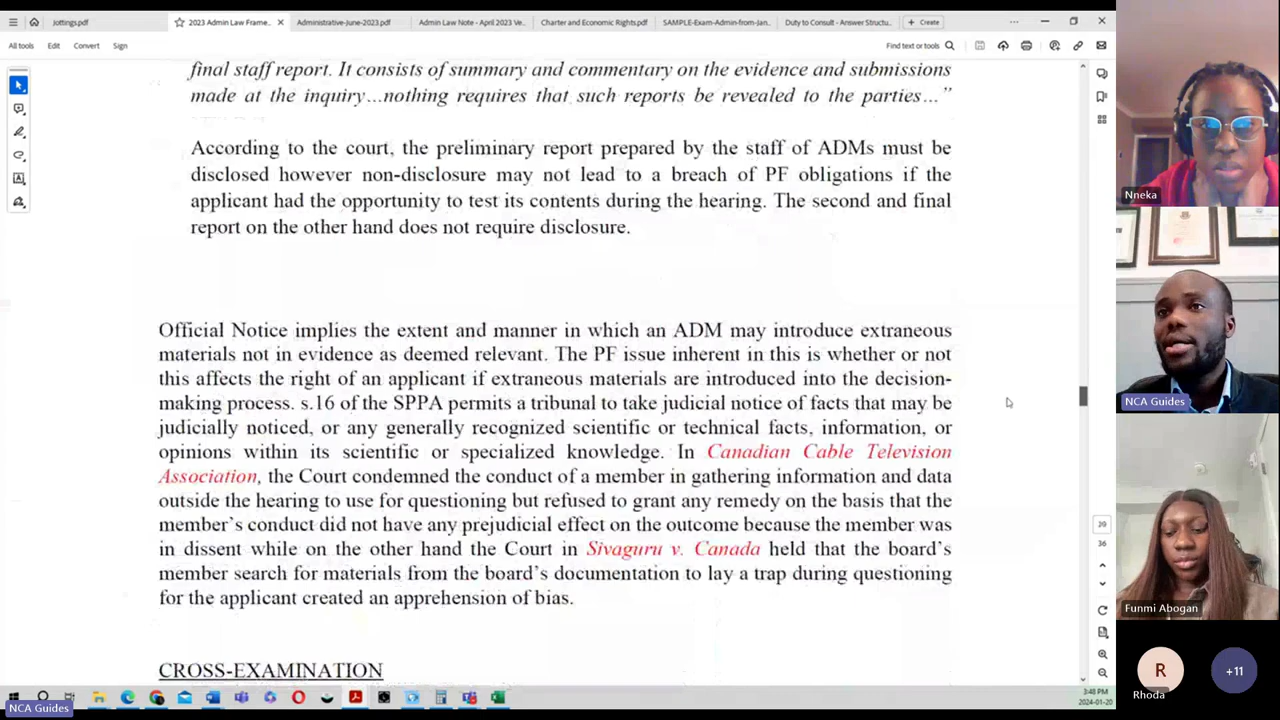 Jottings.pdf
2023 Admin Law Frame...
Administrative-June-2023.pdf
Admin Law Note - April 2023 Ve...
Charter and Economic Rights.pdf
SAMPLE-Exam-Admin-from-Jan...
Duty to Consult - Answer Structu...
Create
All tools
Edit
Convert
Sign
Find text or tools
final staff report. It consists of summary and commentary on the evidence and submissions
made at the inquiry…nothing requires that such reports be revealed to the parties…”
According to the court, the preliminary report prepared by the staff of ADMs must be
disclosed however non-disclosure may not lead to a breach of PF obligations if the
applicant had the opportunity to test its contents during the hearing. The second and final
report on the other hand does not require disclosure.
Official Notice implies the extent and manner in which an ADM may introduce extraneous
materials not in evidence as deemed relevant. The PF issue inherent in this is whether or not
this affects the right of an applicant if extraneous materials are introduced into the decision-
making process. s.16 of the SPPA permits a tribunal to take judicial notice of facts that may be
judicially noticed, or any generally recognized scientific or technical facts, information, or
opinions within its scientific or specialized knowledge. In Canadian Cable Television
Association, the Court condemned the conduct of a member in gathering information and data
outside the hearing to use for questioning but refused to grant any remedy on the basis that the
member’s conduct did not have any prejudicial effect on the outcome because the member was
in dissent while on the other hand the Court in Sivaguru v. Canada held that the board’s
member search for materials from the board’s documentation to lay a trap during questioning
for the applicant created an apprehension of bias.
CROSS-EXAMINATION
29
36
3:48 PM
2024-01-20
NCA Guides
Nneka
NCA Guides
Funmi Abogan
R
Rhoda
+11